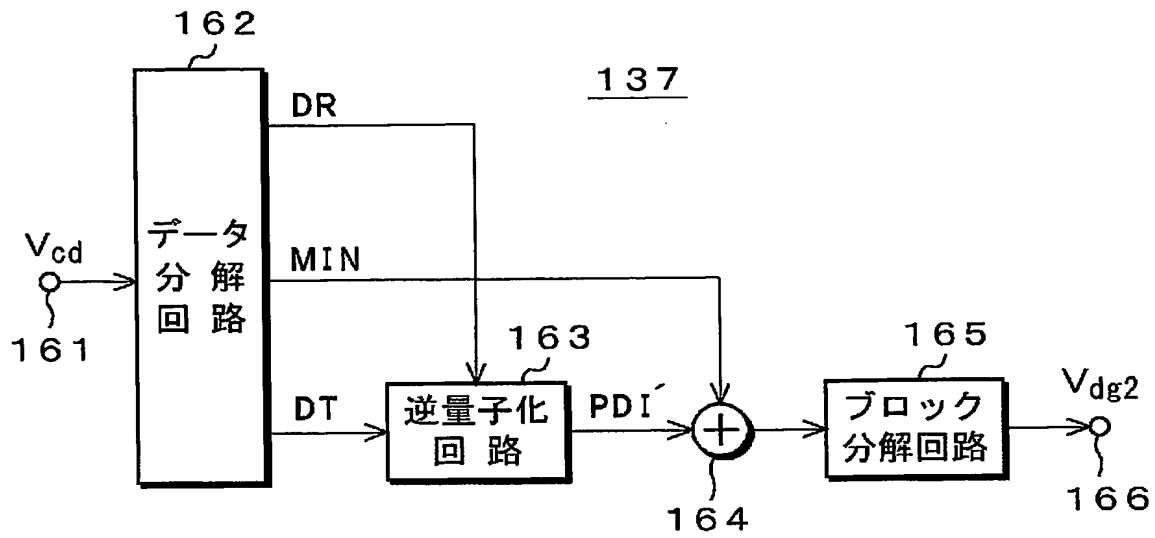 162
137
DR
データ
分解
回路
Vcd
161
MIN
163
DT
逆量子化
回路
PDI´
164
165
ブロック
分解回路
Vdg2
166